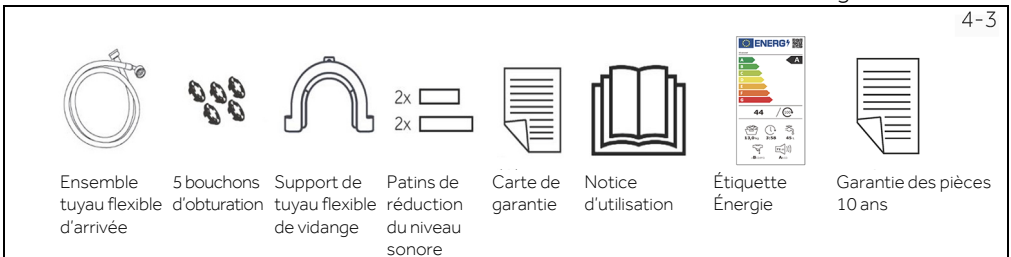 4-3
2x
2x
ENERG
A
A
B
C
D
E
F
G
44
Ensemble
tuyau flexible
d'arrivée
5 bouchons
d'obturation
Support de
tuyau flexible
de vidange
Patins de
réduction
du niveau
sonore
Carte de
garantie
Notice
d'utilisation
Étiquette
Énergie
Garantie des pièces
10 ans